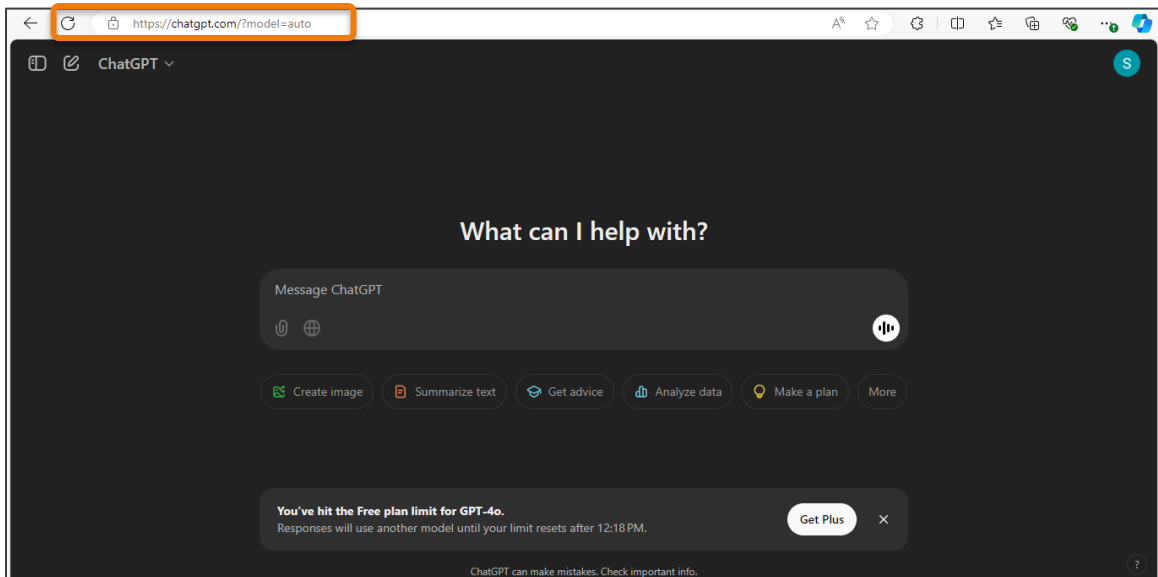 https://chatgpt.com/?model=auto
ChatGPT
S
What can I help with?
Message ChatGPT
Create image
Summarize text
Get advice
Analyze data
Make a plan
More
You've hit the Free plan limit for GPT-4o.
Responses will use another model until your limit resets after 12:18 PM.
Get Plus
ChatGPT can make mistakes. Check important info.
?